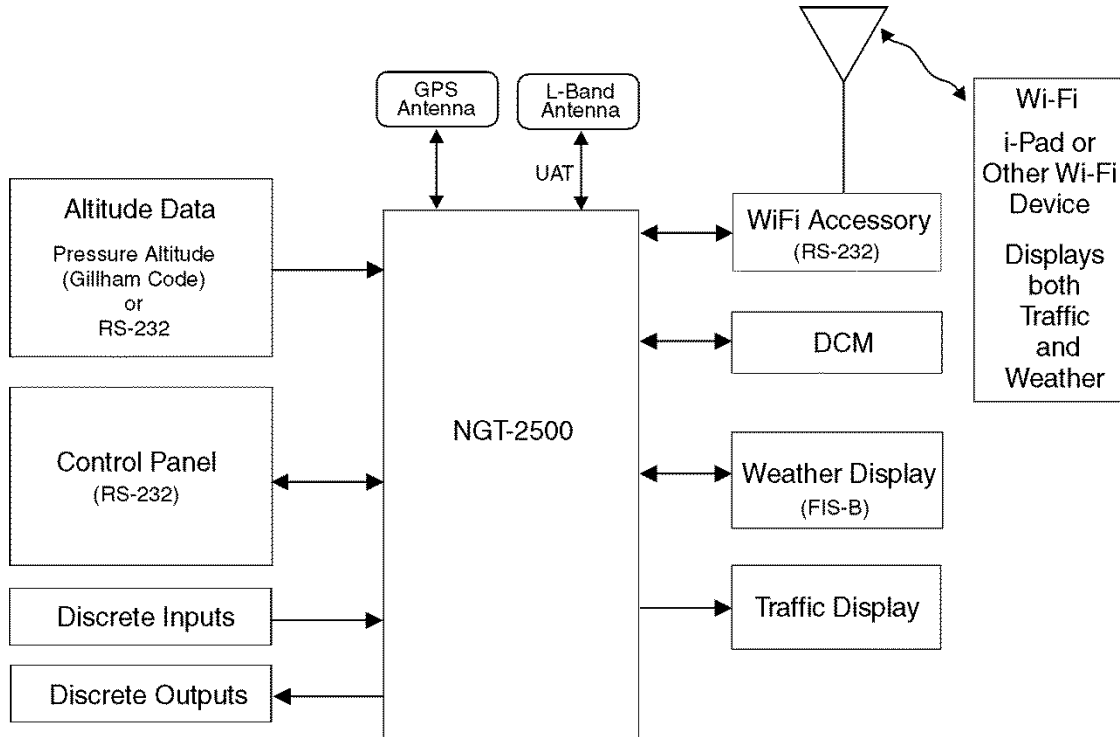 GPS
Antenna
L-Band
Antenna
UAT
Wi-Fi
i-Pad or
Other Wi-Fi
Device
Displays
both
Traffic
and
Weather
Altitude Data
Pressure Altitude
(Gillham Code)
or
RS-232
Control Panel
(RS-232)
Discrete Inputs
Discrete Outputs
NGT-2500
WiFi Accessory
(RS-232)
DCM
Weather Display
(FIS-B)
Traffic Display